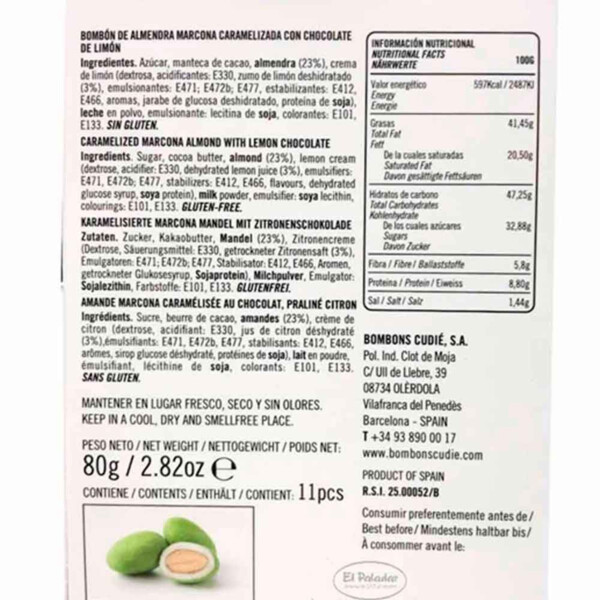 BOMBÓN DE ALMENDRA MARCONA CARAMELIZADA CON CHOCOLATE
DE LIMÓN
Ingredientes. Azúcar, manteca de cacao, almendra (23%), crema
de limón (dextrosa, acidificantes: E330, zumo de limón deshidratado
(3%), emulsionantes: E471; E472b; E477, estabilizantes: E412,
E466, aromas, jarabe de glucosa deshidratado, proteína de soja),
leche en polvo, emulsionante: lecitina de soja, colorantes: E101,
E133. SIN GLUTEN.
CARAMELIZED MARCONA ALMOND WITH LEMON CHOCOLATE
Ingredients. Sugar, cocoa butter, almond (23%), lemon cream
(dextrose, acidifier: E330, dehydrated lemon juice (3%), emulsifiers:
E471, E472b; E477, stabilizers: E412, E466, flavours, dehydrated
glucose syrup, soya protein), milk powder, emulsifier: soya lecithin,
colourings: E101, E133. GLUTEN-FREE.
KARAMELISIERTE MARCONA MANDEL MIT ZITRONENSCHOKOLADE
Zutaten. Zucker, Kakaobutter, Mandel (23%), Zitronencreme
(Dextrose, Säuerungsmittel: E330, getrockneter Zitronensaft (3%),
Emulgatoren: E471; E472b; E477, Stabilisator: E412, E466, Aromen,
getrockneter Glukosesyrup, Sojaprotein), Milchpulver, Emulgator:
Sojalezithin, Farbstoffe: E101, E133. GLUTENFREI.
AMANDE MARCONA CARAMÉLISÉE AU CHOCOLAT, PRALINÉ CITRON
Ingrédients. Sucre, beurre de cacao, amandes (23%), crème de
citron (dextrose, acidifiant: E330, jus de citron déshydraté
(3%),émulsifiants: E471, E472b, E477, stabilisants: E412, E466,
arômes, sirop glucose déshydraté, protéines de soja), lait en poudre,
émulsifiant, lécithine de soja, colorants: E101, E133.
SANS GLUTEN.
MANTENER EN LUGAR FRESCO, SECO Y SIN OLORES.
KEEP IN A COOL, DRY AND SMELLFREE PLACE.
PESO NETO / NET WEIGHT / NETTOGEWICHT / POIDS NET:
80g / 2.82oz e
CONTIENE / CONTENTS / ENTHÄLT / CONTIENT: 11pcs
INFORMACIÓN NUTRICIONAL
NUTRITIONAL FACTS
NÄHRWERTE 100G
Valor energético 597Kcal / 2487KJ
Energy
Energie
Grasas 41,45g
Total Fat
Fett
De la cuales saturadas 20,50g
Saturated Fat
Davon gesättigte Fettsäuren
Hidratos de carbono 47,25g
Total Carbohydrates
Kohlenhydrate
De los cuales azúcares 32,88g
Sugars
Davon Zucker
Fibra / Fibre / Ballaststoffe 5,8g
Proteína / Protein / Eiweiss 8,80g
Sal / Salt / Salz 1,44g
BOMBONS CUDIÉ, S.A.
Pol. Ind. Clot de Moja
C/ Ull de Llebre, 39
08734 OLÈRDOLA
Vilafranca del Penedès
Barcelona - SPAIN
T +34 93 890 00 17
www.bombonscudie.com
PRODUCT OF SPAIN
R.S.I. 25.00052/B
Consumir preferentemente antes de /
Best before / Mindestens haltbar bis /
À consommer avant le:
El Paladeo